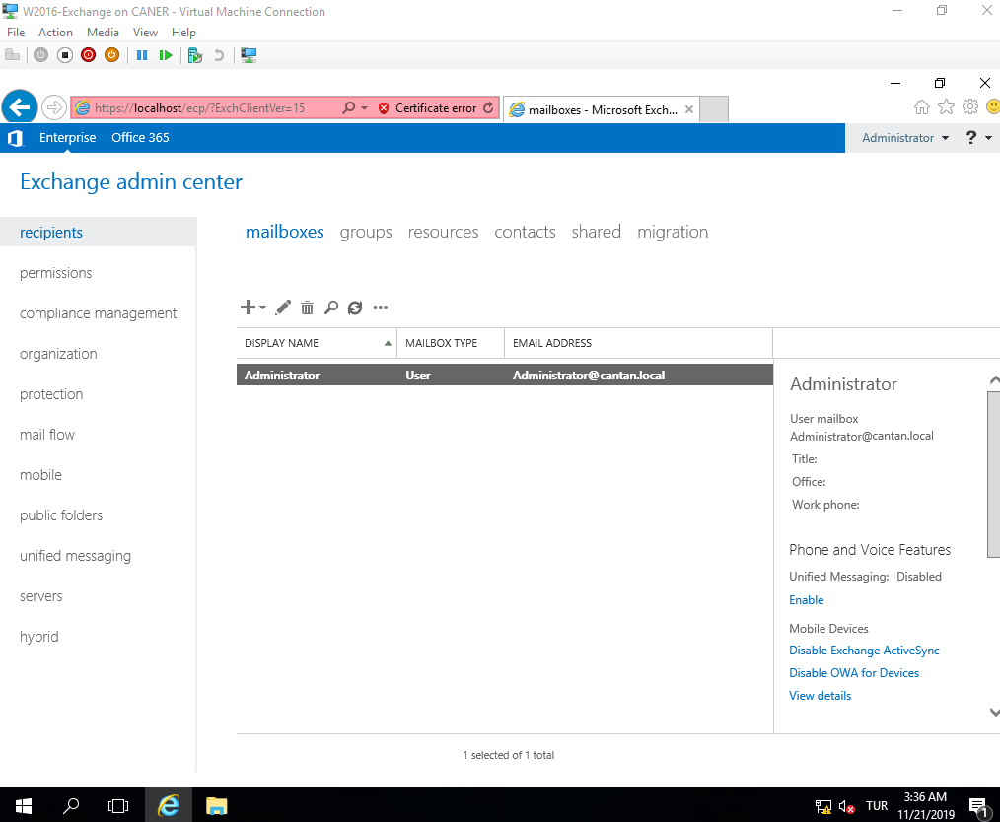 W2016-Exchange on CANER - Virtual Machine Connection
File Action Media View Help
https://localhost/ecp/?ExchClientVer=15 Certificate error mailboxes - Microsoft Exch...
Enterprise Office 365 Administrator ?
Exchange admin center
recipients
permissions
compliance management
organization
protection
mail flow
mobile
public folders
unified messaging
servers
hybrid
mailboxes groups resources contacts shared migration
DISPLAY NAME MAILBOX TYPE EMAIL ADDRESS
Administrator User Administrator@cantan.local
Administrator
User mailbox
Administrator@cantan.local
Title:
Office:
Work phone:
Phone and Voice Features
Unified Messaging: Disabled
Enable
Mobile Devices
Disable Exchange ActiveSync
Disable OWA for Devices
View details
1 selected of 1 total
TUR
3:36 AM
11/21/2019
1